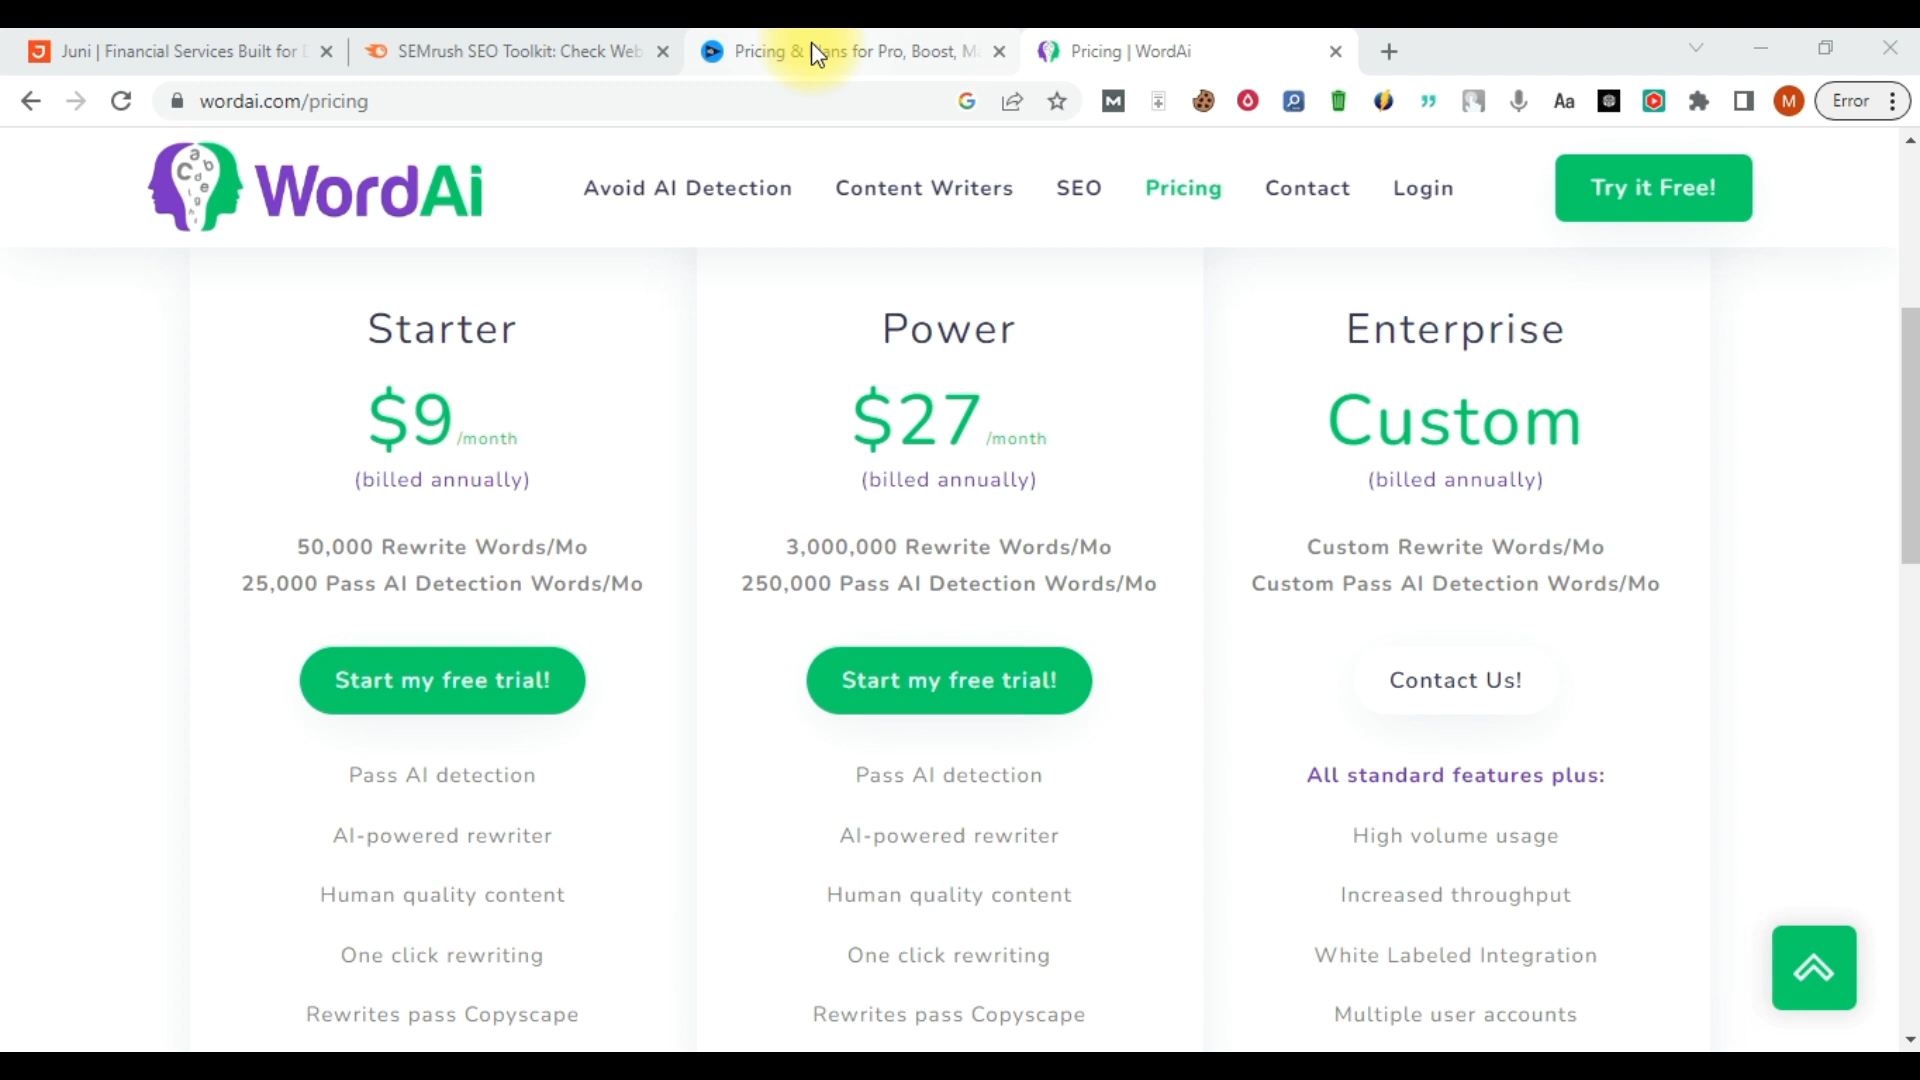 Juni | Financial Services Built for
SEMrush SEO Toolkit: Check Web
Pricing & Plans for Pro, Boost, Ma
Pricing | WordAi
wordai.com/pricing
Aa
M
Error
WordAi
Avoid AI Detection
Content Writers
SEO
Pricing
Contact
Login
Try it Free!
Starter
$9 /month
(billed annually)
50,000 Rewrite Words/Mo
25,000 Pass AI Detection Words/Mo
Start my free trial!
Pass AI detection
AI-powered rewriter
Human quality content
One click rewriting
Rewrites pass Copyscape
Power
$27 /month
(billed annually)
3,000,000 Rewrite Words/Mo
250,000 Pass AI Detection Words/Mo
Start my free trial!
Pass AI detection
AI-powered rewriter
Human quality content
One click rewriting
Rewrites pass Copyscape
Enterprise
Custom
(billed annually)
Custom Rewrite Words/Mo
Custom Pass AI Detection Words/Mo
Contact Us!
All standard features plus:
High volume usage
Increased throughput
White Labeled Integration
Multiple user accounts